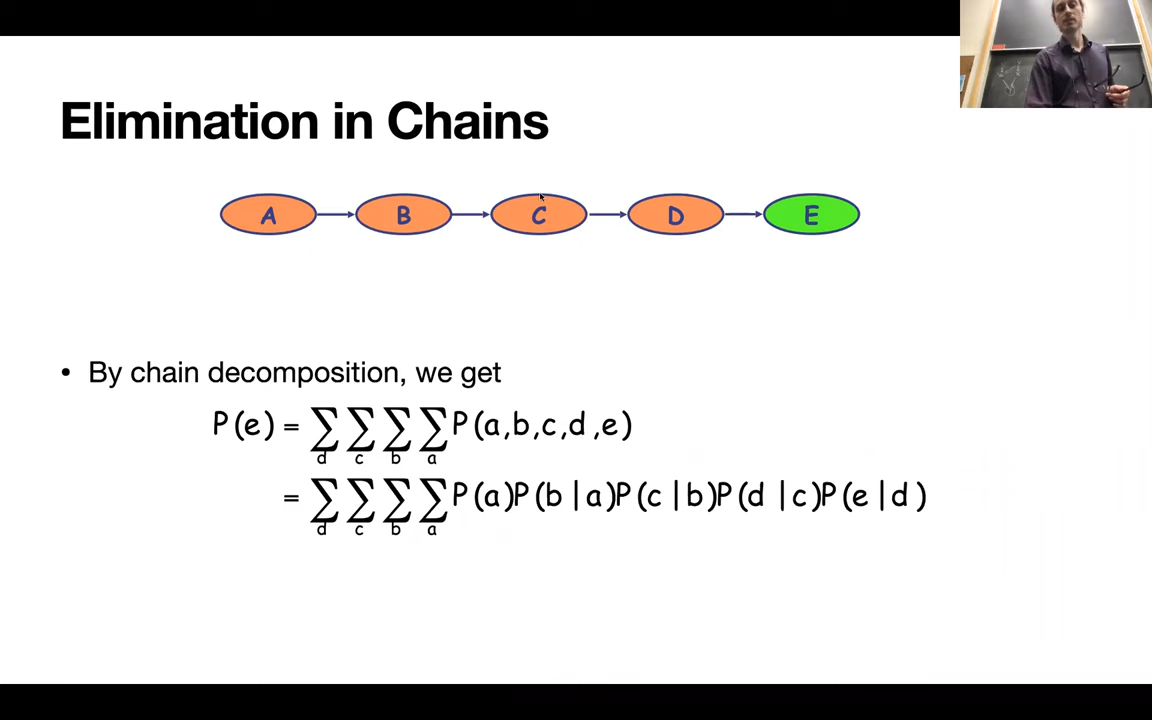 Elimination in Chains
A B C D E
• By chain decomposition, we get
P(e) = ∑d ∑c ∑b ∑a P(a,b,c,d,e)
= ∑d ∑c ∑b ∑a P(a)P(b|a)P(c|b)P(d|c)P(e|d)